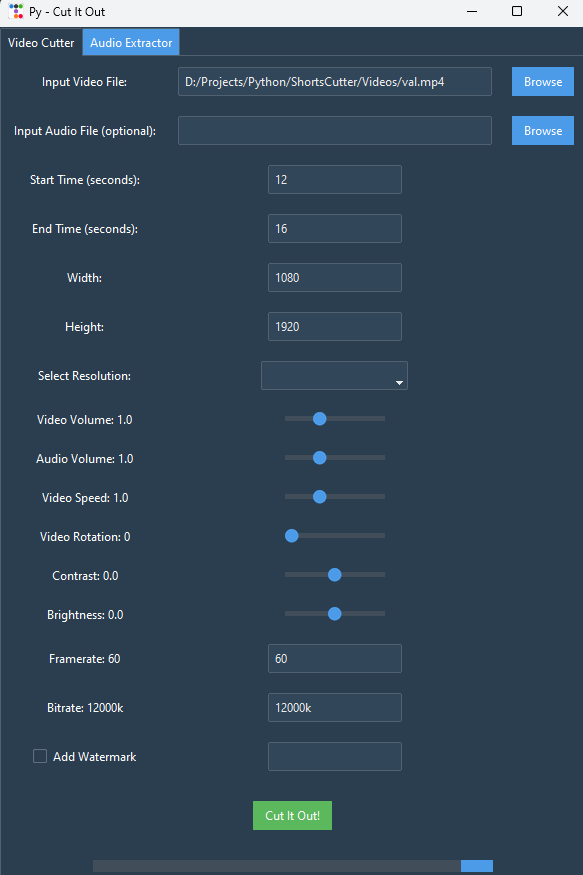 Py - Cut It Out
Video Cutter Audio Extractor
Input Video File: D:/Projects/Python/ShortsCutter/Videos/val.mp4 Browse
Input Audio File (optional): Browse
Start Time (seconds): 12
End Time (seconds): 16
Width: 1080
Height: 1920
Select Resolution:
Video Volume: 1.0
Audio Volume: 1.0
Video Speed: 1.0
Video Rotation: 0
Contrast: 0.0
Brightness: 0.0
Framerate: 60 60
Bitrate: 12000k 12000k
Add Watermark
Cut It Out!